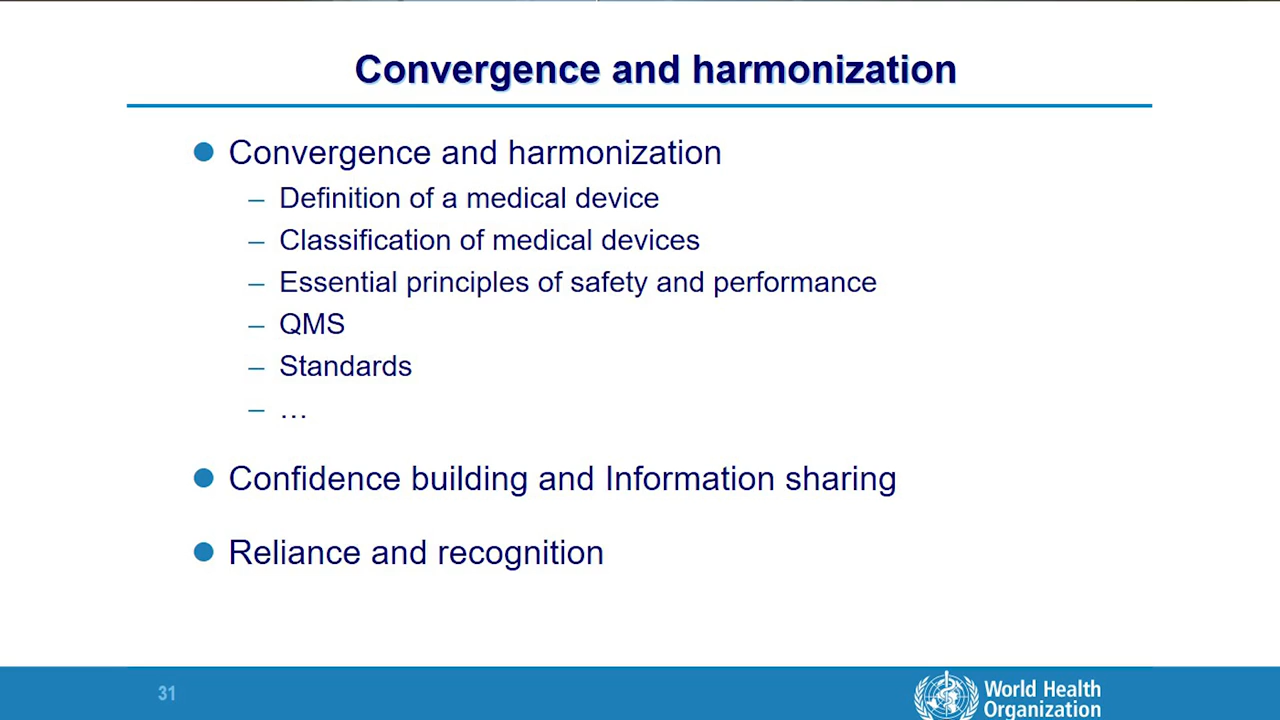 Convergence and harmonization
● Convergence and harmonization
– Definition of a medical device
– Classification of medical devices
– Essential principles of safety and performance
– QMS
– Standards
– …
● Confidence building and Information sharing
● Reliance and recognition
31
World Health
Organization